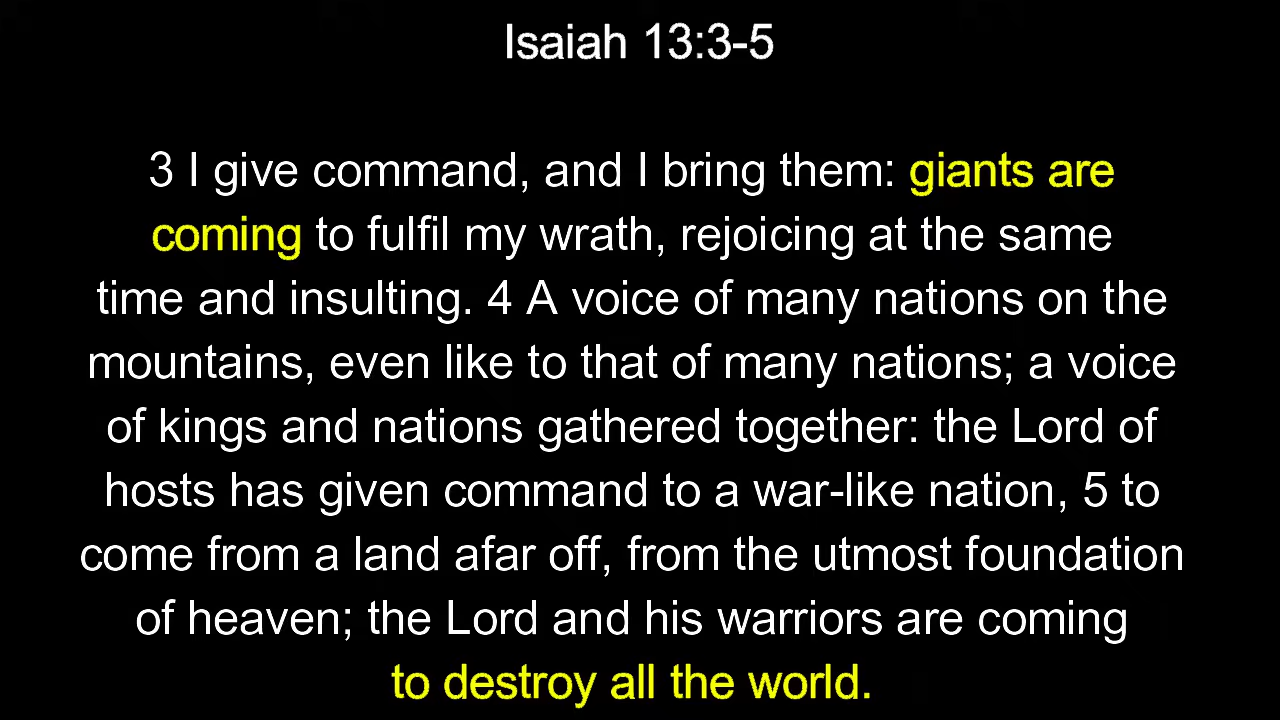 Isaiah 13:3-5
3 I give command, and I bring them: giants are
coming to fulfil my wrath, rejoicing at the same
time and insulting. 4 A voice of many nations on the
mountains, even like to that of many nations; a voice
of kings and nations gathered together: the Lord of
hosts has given command to a war-like nation, 5 to
come from a land afar off, from the utmost foundation
of heaven; the Lord and his warriors are coming
to destroy all the world.